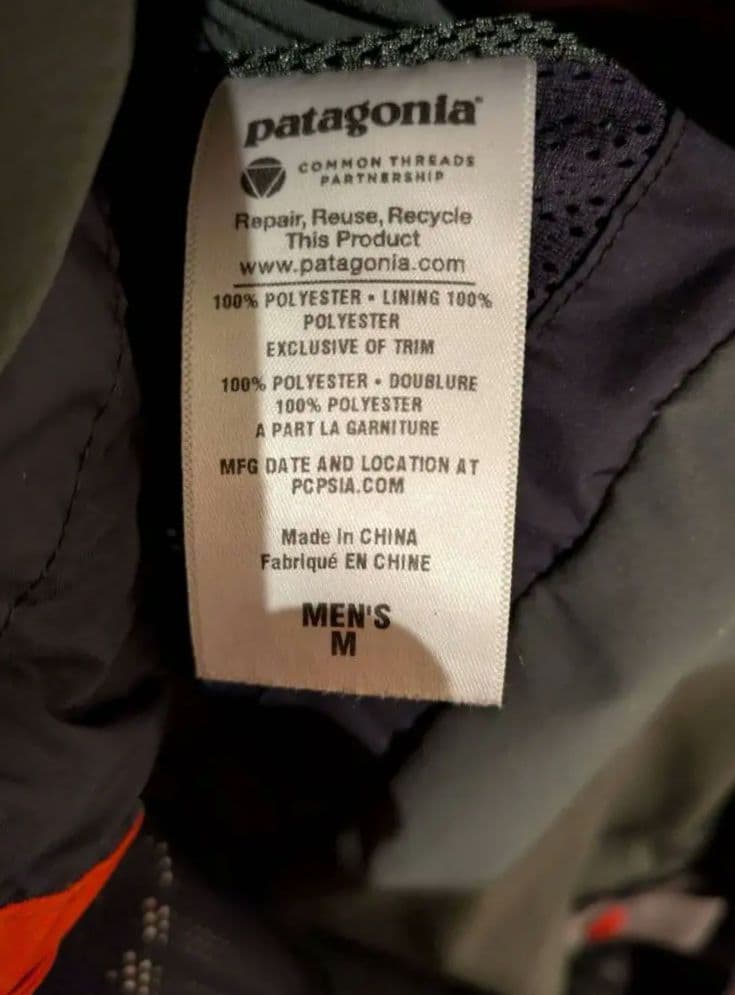 patagonia®
COMMON THREADS
PARTNERSHIP
Repair, Reuse, Recycle
This Product
www.patagonia.com
100% POLYESTER • LINING 100%
POLYESTER
EXCLUSIVE OF TRIM
100% POLYESTER • DOUBLURE
100% POLYESTER
A PART LA GARNITURE
MFG DATE AND LOCATION AT
PCPSIA.COM
Made in CHINA
Fabriqué EN CHINE
MEN'S
M